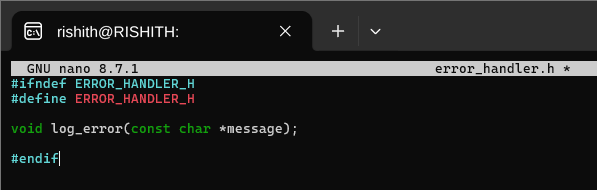 rishith@RISHITH:
GNU nano 8.7.1 error_handler.h *
#ifndef ERROR_HANDLER_H
#define ERROR_HANDLER_H
void log_error(const char *message);
#endif